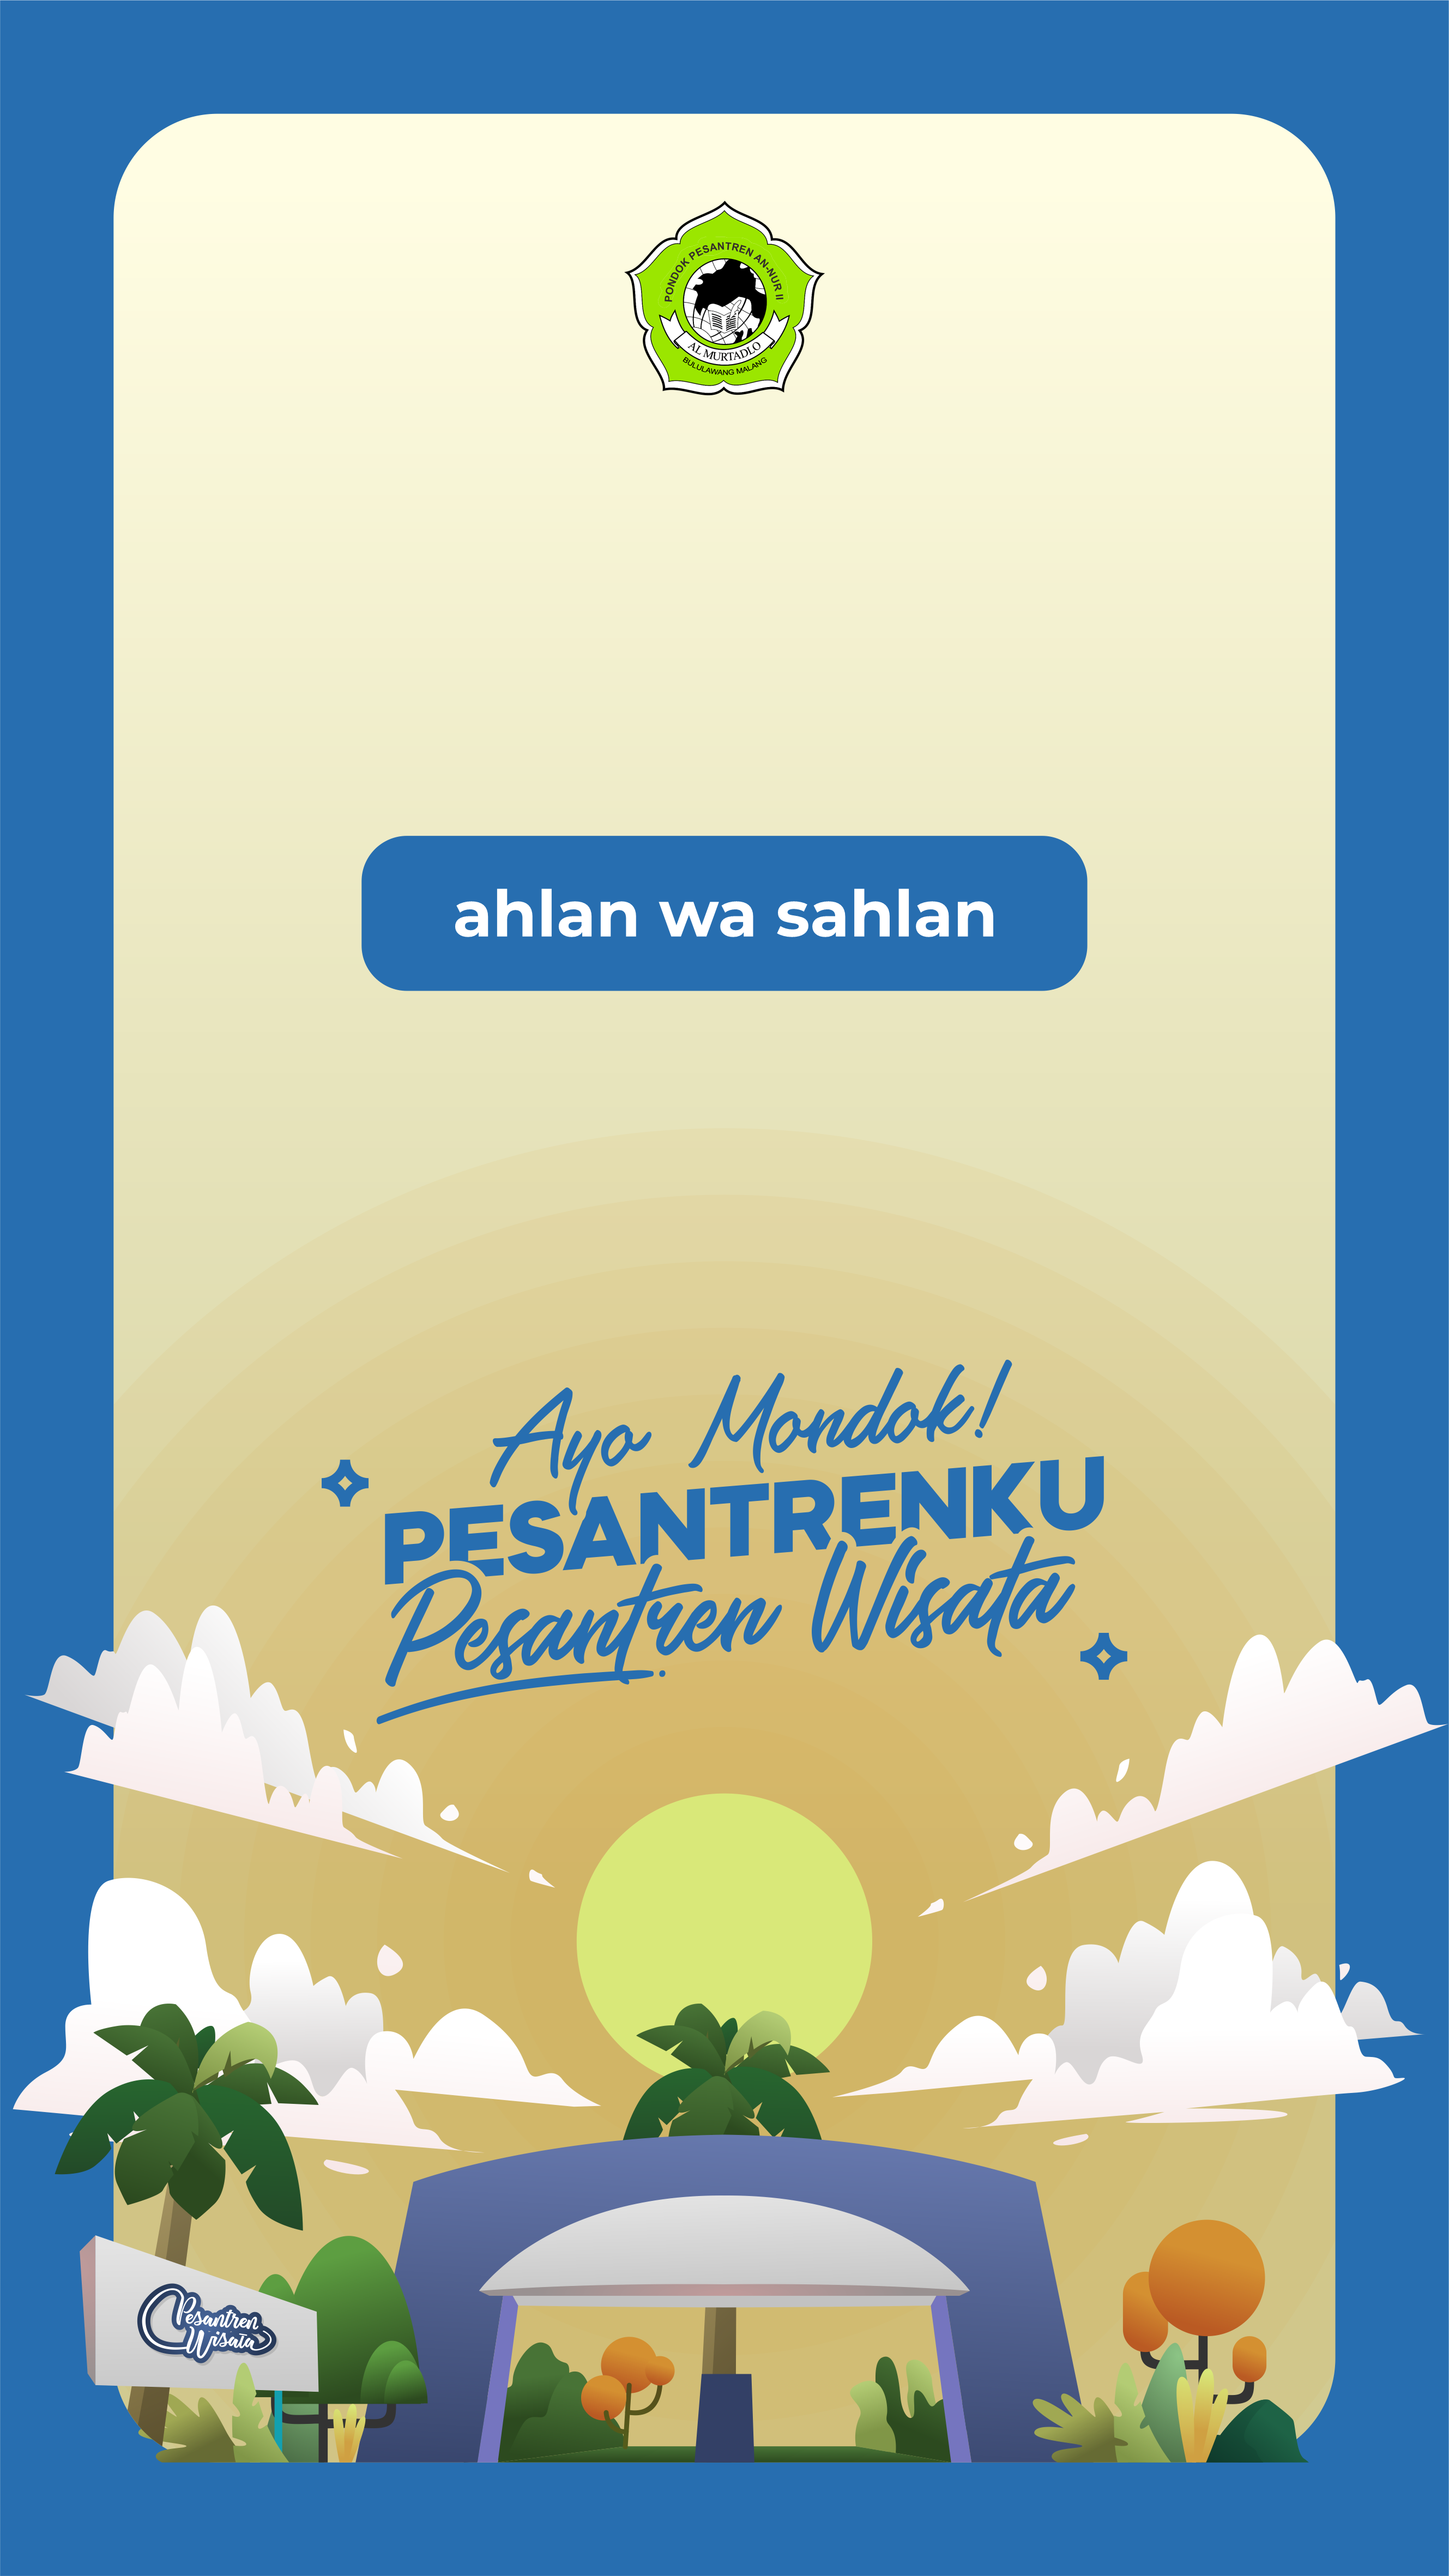 PONDOK PESANTREN AN-NUR II
AL MURTADLO
BULULAWANG MALANG
ahlan wa sahlan
Ayo Mondok!
PESANTRENKU
Pesantren Wisata
Pesantren
Wisata